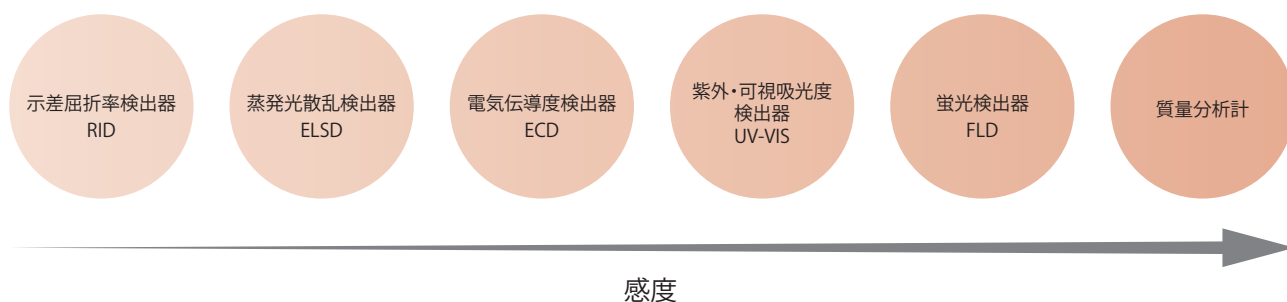 示差屈折率検出器
RID
蒸発光散乱検出器
ELSD
電気伝導度検出器
ECD
紫外・可視吸光度
検出器
UV-VIS
蛍光検出器
FLD
質量分析計
感度